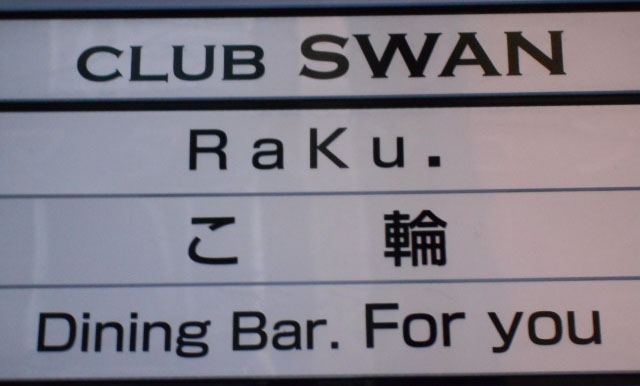 CLUB SWAN
RaKu.
こ 輪
Dining Bar. For you